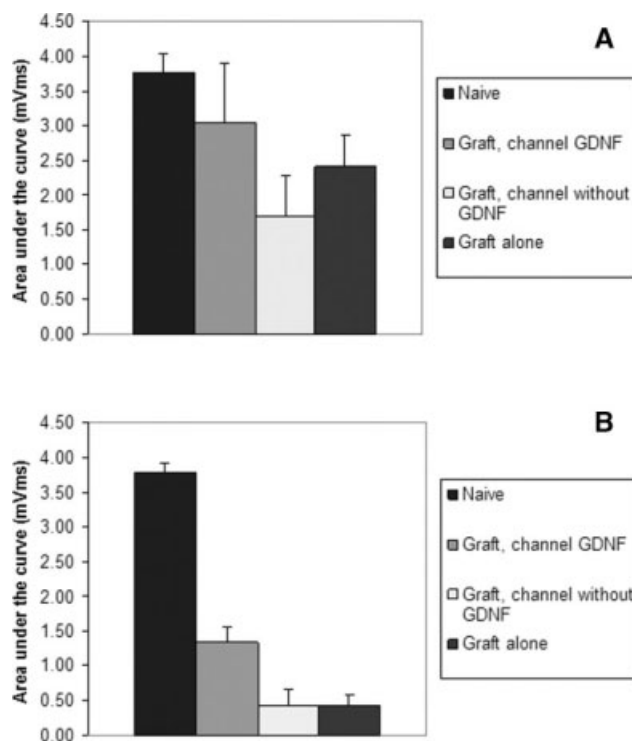 A
Area under the curve (mVms)
4.50
4.00
3.50
3.00
2.50
2.00
1.50
1.00
0.50
0.00
Naive
Graft, channel GDNF
Graft, channel without
GDNF
Graft alone
B
Area under the curve (mVms)
4.50
4.00
3.50
3.00
2.50
2.00
1.50
1.00
0.50
0.00
Naive
Graft, channel GDNF
Graft, channel without
GDNF
Graft alone